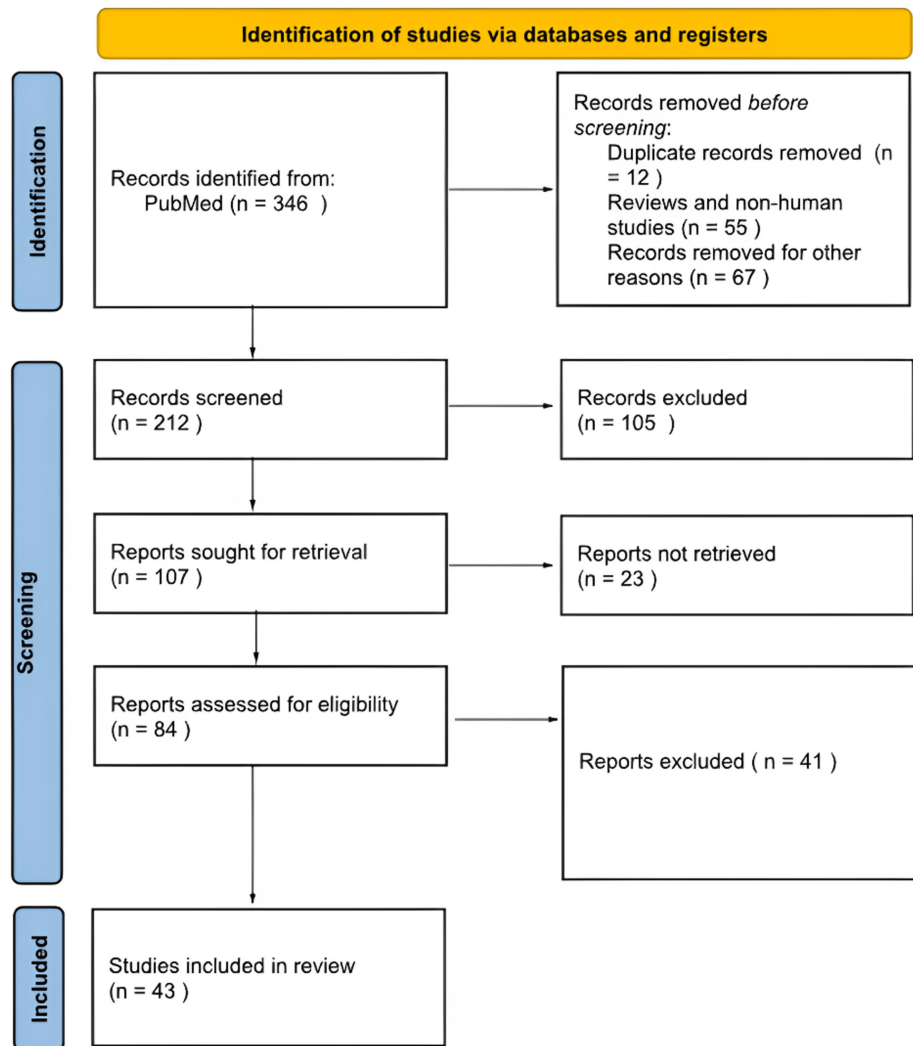 Identification of studies via databases and registers
Identification
Records identified from:
PubMed (n = 346 )
Records removed before
screening:
Duplicate records removed (n
= 12 )
Reviews and non-human
studies (n = 55 )
Records removed for other
reasons (n = 67 )
Screening
Records screened
(n = 212 )
Records excluded
(n = 105 )
Reports sought for retrieval
(n = 107 )
Reports not retrieved
(n = 23 )
Reports assessed for eligibility
(n = 84 )
Reports excluded ( n = 41 )
Included
Studies included in review
(n = 43 )